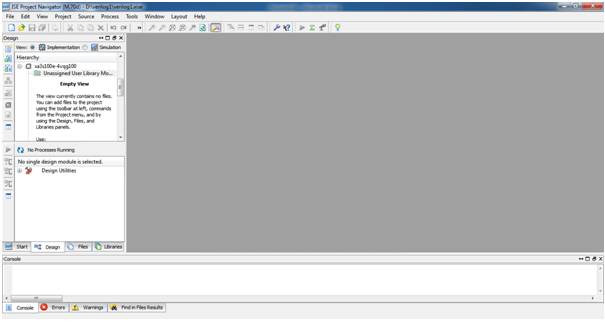 ISE Project Navigator (M.70d) - D:\verilog1\verilog1.xise
File Edit View Project Source Process Tools Window Layout Help
Design
View: Implementation Simulation
Hierarchy
xa3s100e-4vqg100
Unassigned User Library Mo...
Empty View
The view currently contains no files.
You can add files to the project
using the toolbar at left, commands
from the Project menu, and by
using the Design, Files, and
Libraries panels.
Use:
No Processes Running
No single design module is selected.
Design Utilities
Start Design Files Libraries
Console
Console Errors Warnings Find in Files Results